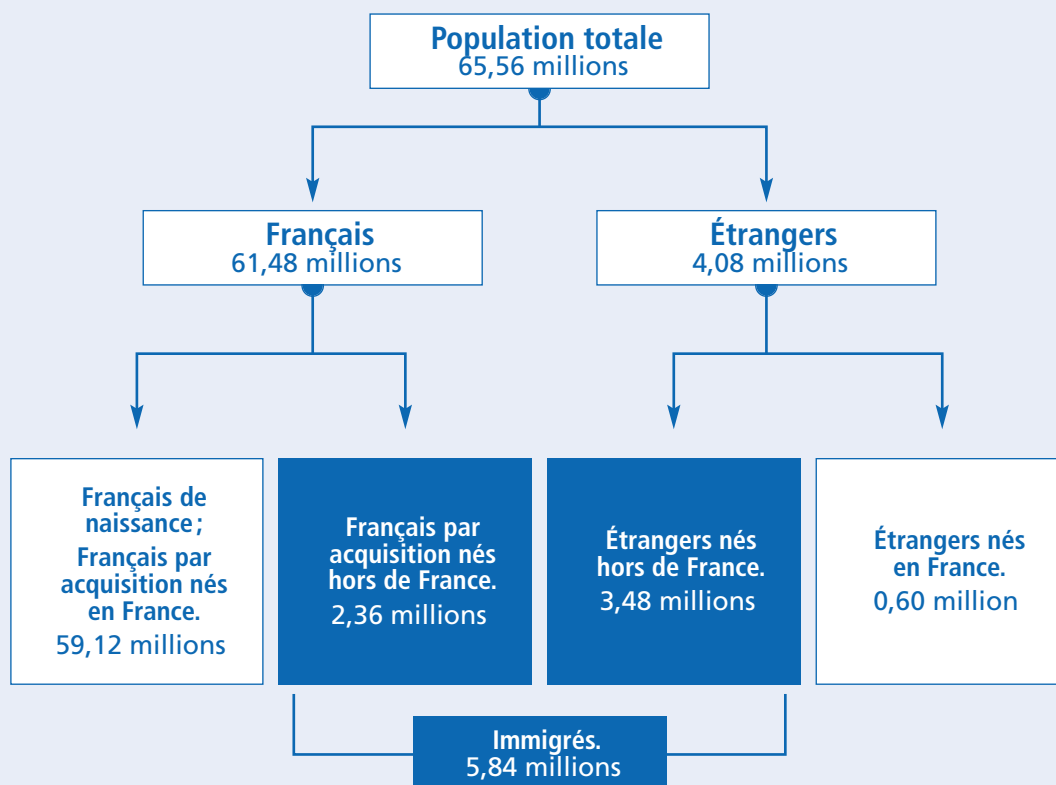 Population totale
65,56 millions
Français
61,48 millions
Étrangers
4,08 millions
Français de
naissance ;
Français par
acquisition nés
en France.
59,12 millions
Français par
acquisition nés
hors de France.
2,36 millions
Étrangers nés
hors de France.
3,48 millions
Étrangers nés
en France.
0,60 million
Immigrés.
5,84 millions